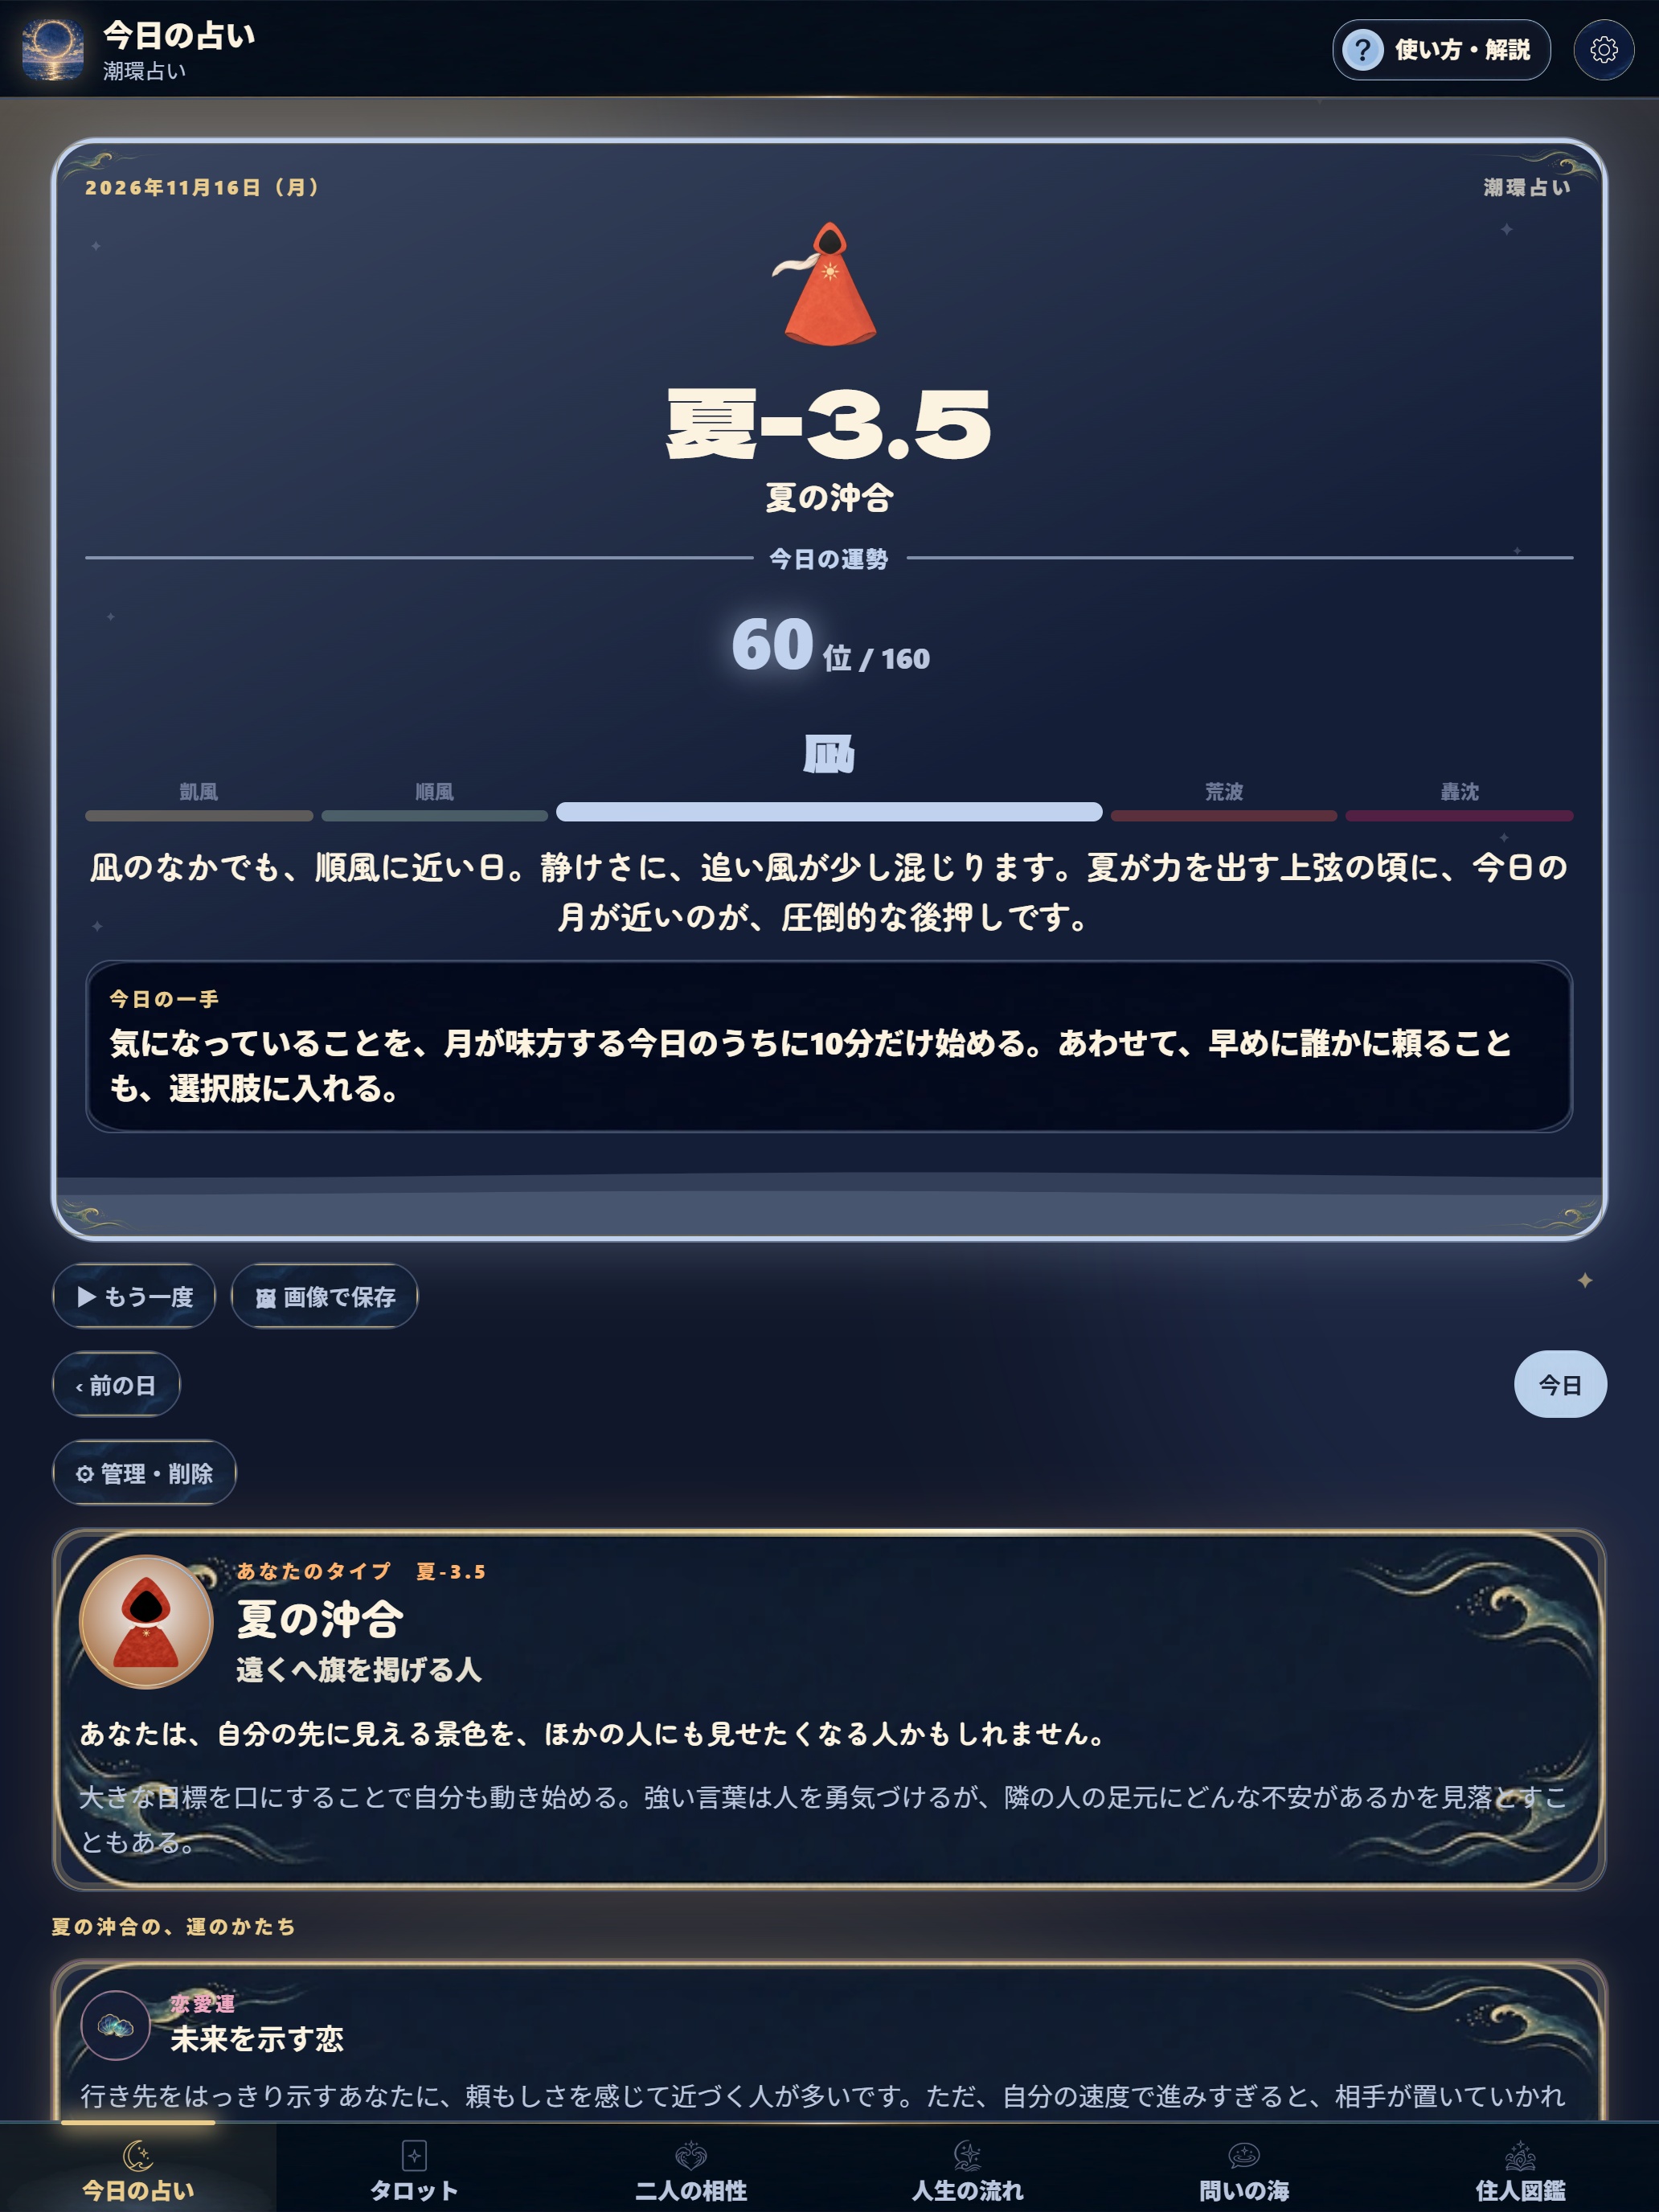 今日の占い
潮環占い
? 使い方・解説
2026年11月16日（月）
潮環占い
夏-3.5
夏の沖合
今日の運勢
60 位 / 160
凪
凱風
順風
荒波
轟沈
凪のなかでも、順風に近い日。静けさに、追い風が少し混じります。夏が力を出す上弦の頃に、今日の
月が近いのが、圧倒的な後押しです。
今日の一手
気になっていることを、月が味方する今日のうちに10分だけ始める。あわせて、早めに誰かに頼ること
も、選択肢に入れる。
▶ もう一度
画像で保存
‹ 前の日
今日
⚙ 管理・削除
あなたのタイプ 夏-3.5
夏の沖合
遠くへ旗を掲げる人
あなたは、自分の先に見える景色を、ほかの人にも見せたくなる人かもしれません。
大きな目標を口にすることで自分も動き始める。強い言葉は人を勇気づけるが、隣の人の足元にどんな不安があるかを見落とすこ
ともある。
夏の沖合の、運のかたち
恋愛運
未来を示す恋
行き先をはっきり示すあなたに、頼もしさを感じて近づく人が多いです。ただ、自分の速度で進みすぎると、相手が置いていかれ
今日の占い
タロット
二人の相性
人生の流れ
問いの海
住人図鑑